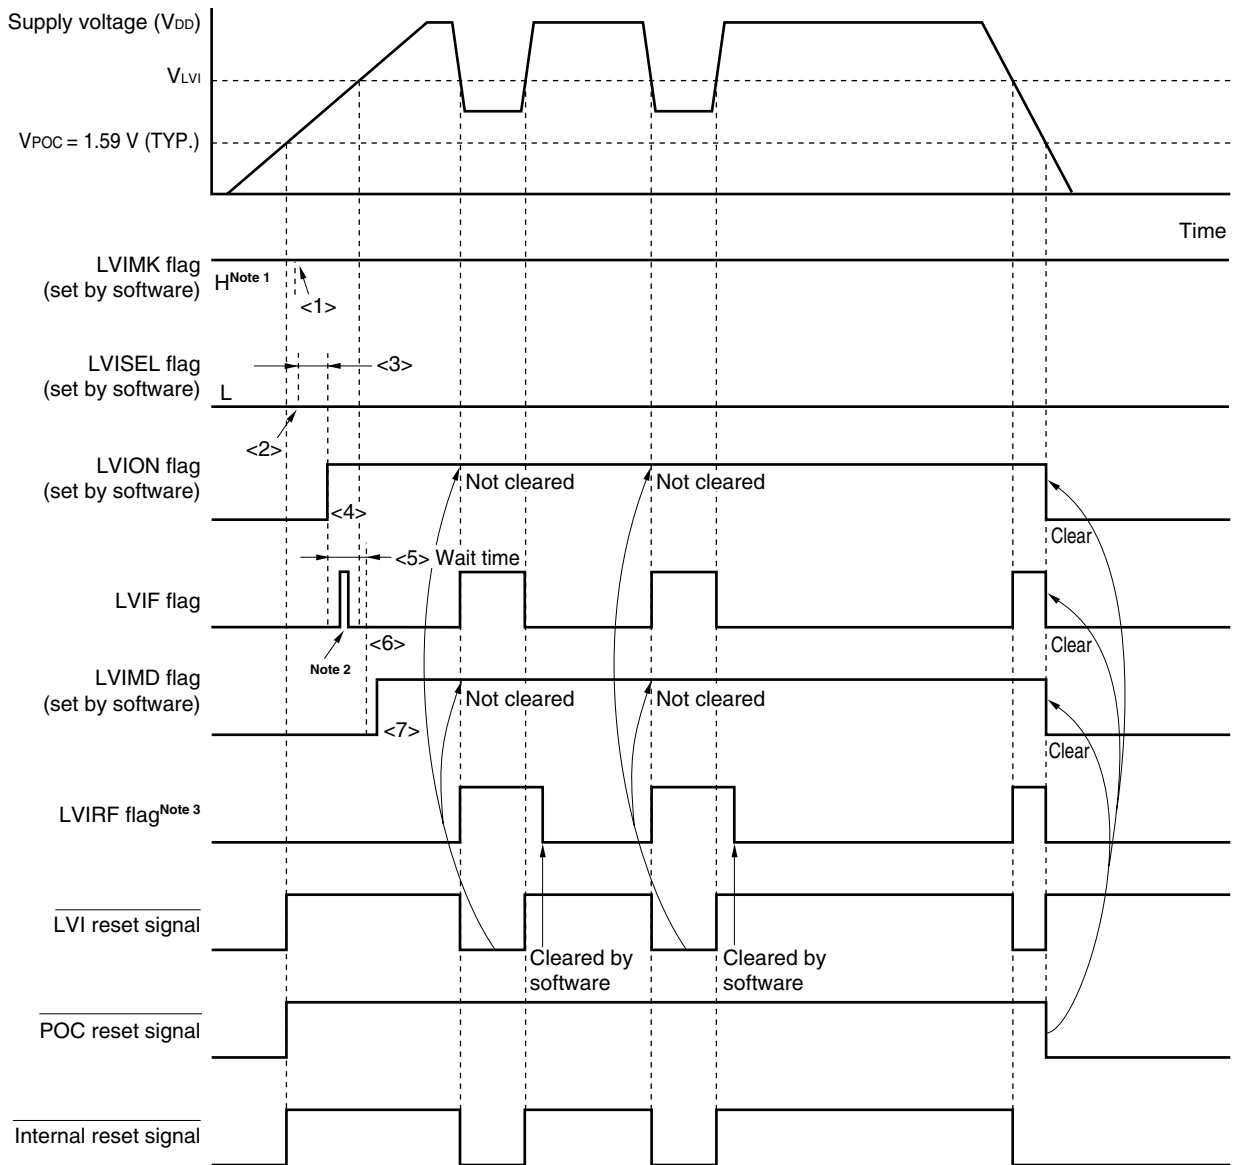 Supply voltage (VDD)
VLVI
VPOC = 1.59 V (TYP.)
Time
LVIMK flag
(set by software)
H Note 1
<1>
LVISEL flag
(set by software)
<3>
L
<2>
LVION flag
(set by software)
Not cleared
Not cleared
<4>
Clear
<5> Wait time
LVIF flag
<6>
Clear
Note 2
LVIMD flag
(set by software)
Not cleared
Not cleared
<7>
Clear
LVIRF flag Note 3
LVI reset signal
Cleared by
software
Cleared by
software
POC reset signal
Internal reset signal